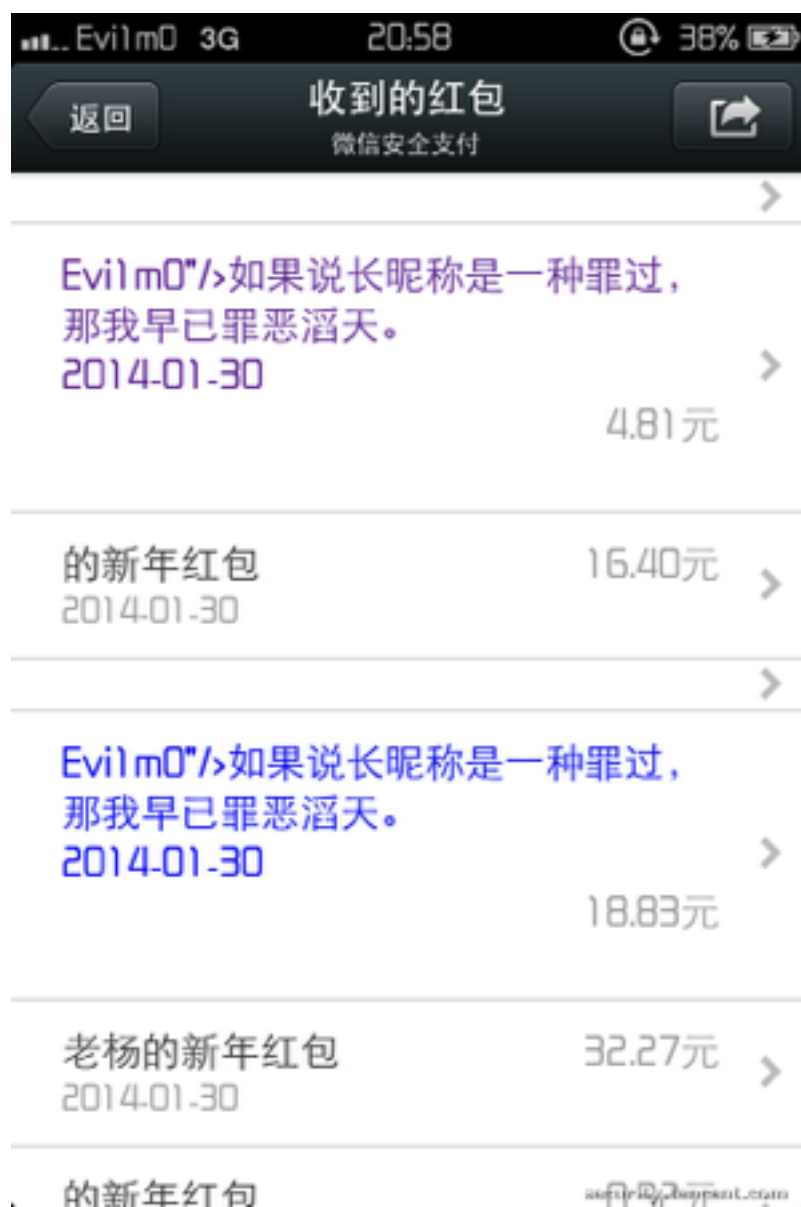 Evi1m0 3G 20:58 38%
返回 收到的红包
微信安全支付
Evi1m0"/>如果说长昵称是一种罪过，
那我早已罪恶滔天。
2014-01-30
4.81元
的新年红包 16.40元
2014-01-30
Evi1m0"/>如果说长昵称是一种罪过，
那我早已罪恶滔天。
2014-01-30
18.83元
老杨的新年红包 32.27元
2014-01-30
的新年红包
security.tencent.com